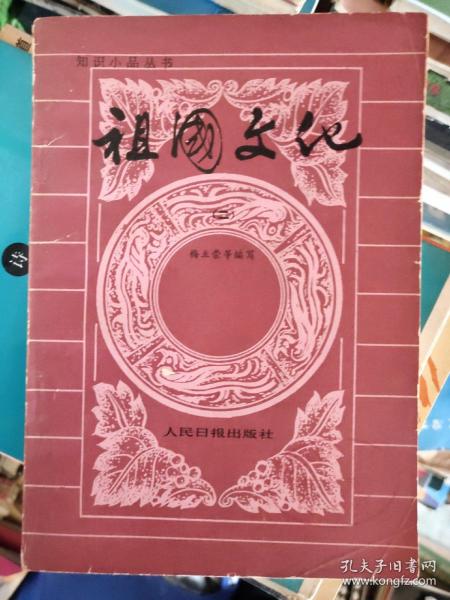 知识小品丛书
祖國文化
(二)
梅立崇等编写
人民日报出版社
孔夫子旧书网
www.kongfz.com